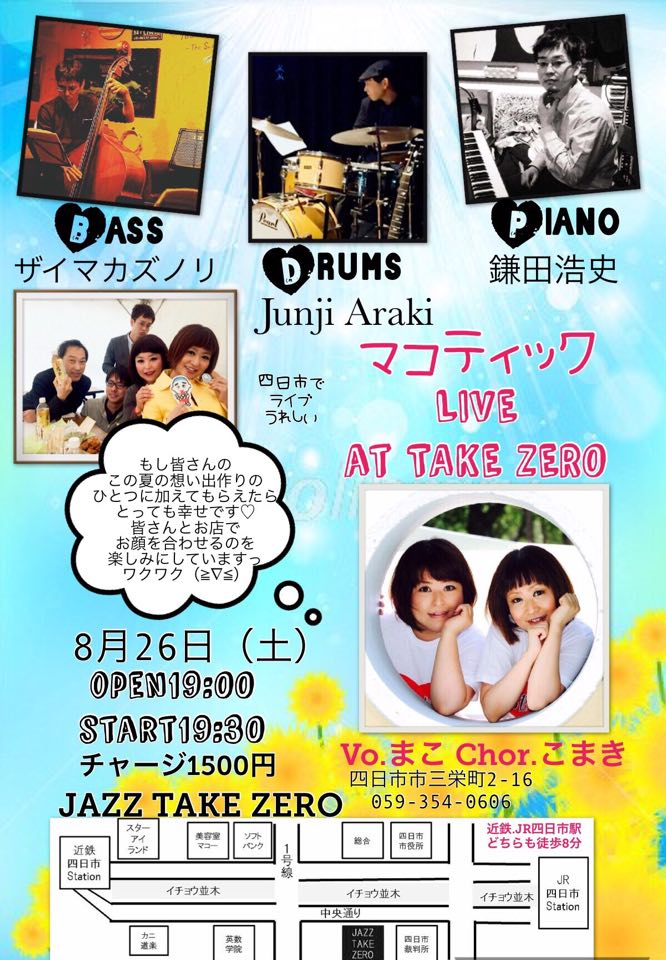 BASS
ザイマカズノリ
DRUMS
Junji Araki
PIANO
鎌田浩史
Pearl
四日市で
ライブ
うれしい
マコティック
LIVE
AT TAKE ZERO
もし皆さんの
この夏の想い出作りの
ひとつに加えてもらえたら
とっても幸せです♡
皆さんとお店で
お顔を合わせるのを
楽しみにしていますっ
ワクワク（≧∇≦）
8月26日（土）
OPEN19:00
START19:30
チャージ1500円
JAZZ TAKE ZERO
Vo.まこ Chor.こまき
四日市市三栄町2-16
059-354-0606
近鉄.JR四日市駅
どちらも徒歩8分
近鉄
四日市
Station
スター
アイ
ランド
美容室
マコー
ソフト
バンク
1号線
総合
四日市
市役所
JR
四日市
Station
イチョウ並木
イチョウ並木
イチョウ並木
中央通り
カニ
道楽
英数
学院
JAZZ
TAKE
ZERO
四日市
裁判所